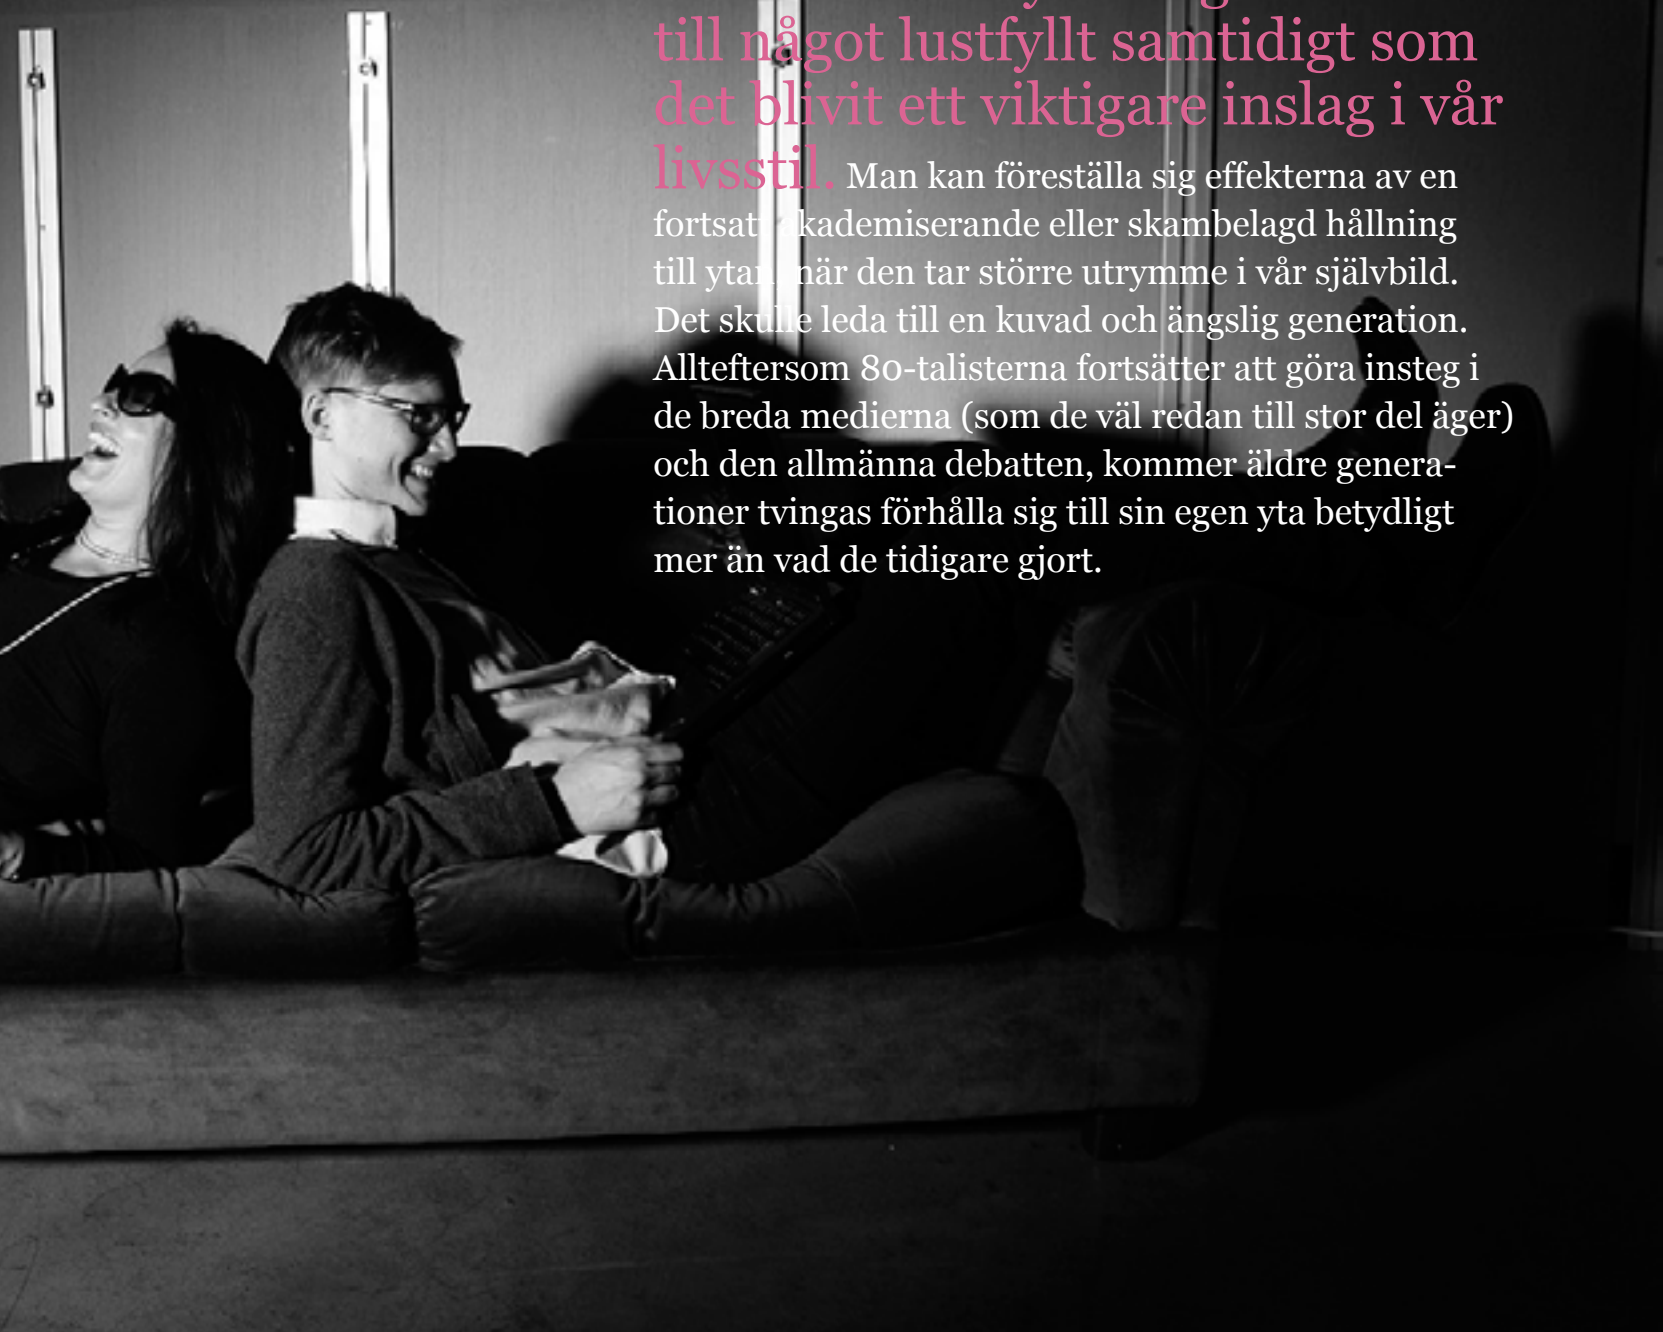 till något lustfyllt samtidigt som
det blivit ett viktigare inslag i vår
livsstil. Man kan föreställa sig effekterna av en
fortsatt akademiserande eller skambelagd hållning
till ytan när den tar större utrymme i vår självbild.
Det skulle leda till en kuvad och ängslig generation.
Allteftersom 80-talisterna fortsätter att göra insteg i
de breda medierna (som de väl redan till stor del äger)
och den allmänna debatten, kommer äldre genera-
tioner tvingas förhålla sig till sin egen yta betydligt
mer än vad de tidigare gjort.